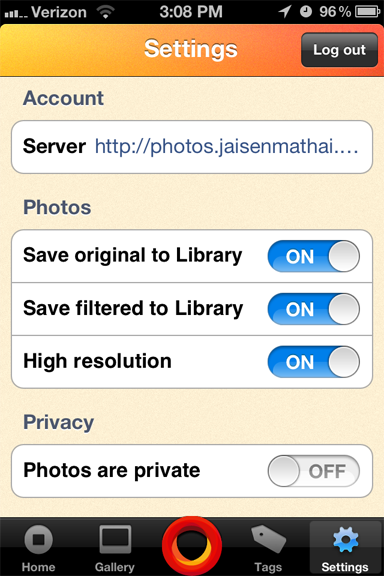 Verizon 3:08 PM 96%
Settings Log out
Account
Server http://photos.jaisenmathai....
Photos
Save original to Library ON
Save filtered to Library ON
High resolution ON
Privacy
Photos are private OFF
Home Gallery Tags Settings